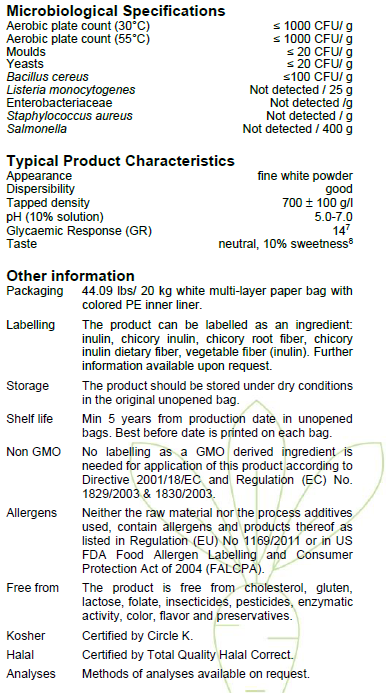 Microbiological Specifications
Aerobic plate count (30°C) ≤ 1000 CFU/ g
Aerobic plate count (55°C) ≤ 1000 CFU/ g
Moulds ≤ 20 CFU/ g
Yeasts ≤ 20 CFU/ g
Bacillus cereus ≤100 CFU/ g
Listeria monocytogenes Not detected / 25 g
Enterobacteriaceae Not detected /g
Staphylococcus aureus Not detected / g
Salmonella Not detected / 400 g
Typical Product Characteristics
Appearance fine white powder
Dispersibility good
Tapped density 700 ± 100 g/l
pH (10% solution) 5.0-7.0
Glycaemic Response (GR) 14⁷
Taste neutral, 10% sweetness⁸
Other information
Packaging 44.09 lbs/ 20 kg white multi-layer paper bag with
colored PE inner liner.
Labelling The product can be labelled as an ingredient:
inulin, chicory inulin, chicory root fiber, chicory
inulin dietary fiber, vegetable fiber (inulin). Further
information available upon request.
Storage The product should be stored under dry conditions
in the original unopened bag.
Shelf life Min 5 years from production date in unopened
bags. Best before date is printed on each bag.
Non GMO No labelling as a GMO derived ingredient is
needed for application of this product according to
Directive 2001/18/EC and Regulation (EC) No.
1829/2003 & 1830/2003.
Allergens Neither the raw material nor the process additives
used, contain allergens and products thereof as
listed in Regulation (EU) No 1169/2011 or in US
FDA Food Allergen Labelling and Consumer
Protection Act of 2004 (FALCPA).
Free from The product is free from cholesterol, gluten,
lactose, folate, insecticides, pesticides, enzymatic
activity, color, flavor and preservatives.
Kosher Certified by Circle K.
Halal Certified by Total Quality Halal Correct.
Analyses Methods of analyses available on request.